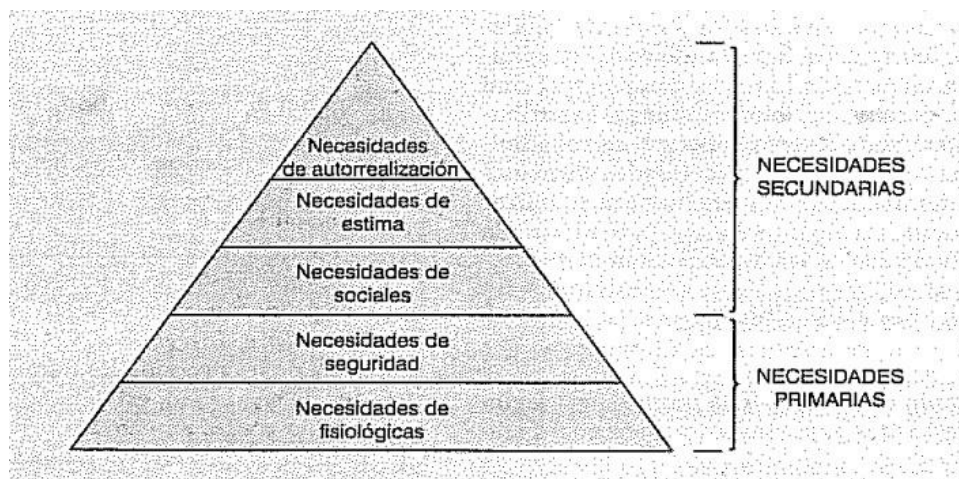 Necesidades
de autorrealización
Necesidades de
estima
Necesidades de
sociales
Necesidades de
seguridad
Necesidades de
fisiológicas
NECESIDADES
SECUNDARIAS
NECESIDADES
PRIMARIAS